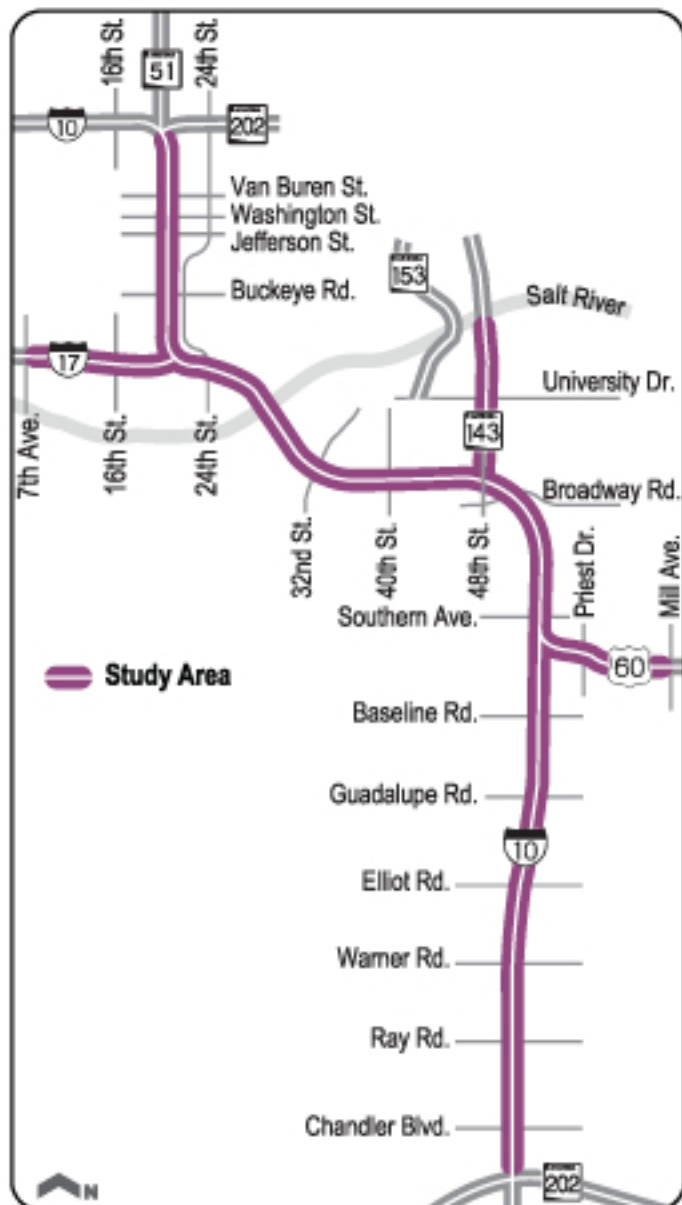 16th St.
51
24th St.
10
202
Van Buren St.
Washington St.
Jefferson St.
Buckeye Rd.
153
Salt River
17
University Dr.
143
7th Ave.
16th St.
24th St.
32nd St.
40th St.
48th St.
Broadway Rd.
Priest Dr.
Mill Ave.
Southern Ave.
60
Study Area
Baseline Rd.
Guadalupe Rd.
10
Elliot Rd.
Warner Rd.
Ray Rd.
Chandler Blvd.
N
202